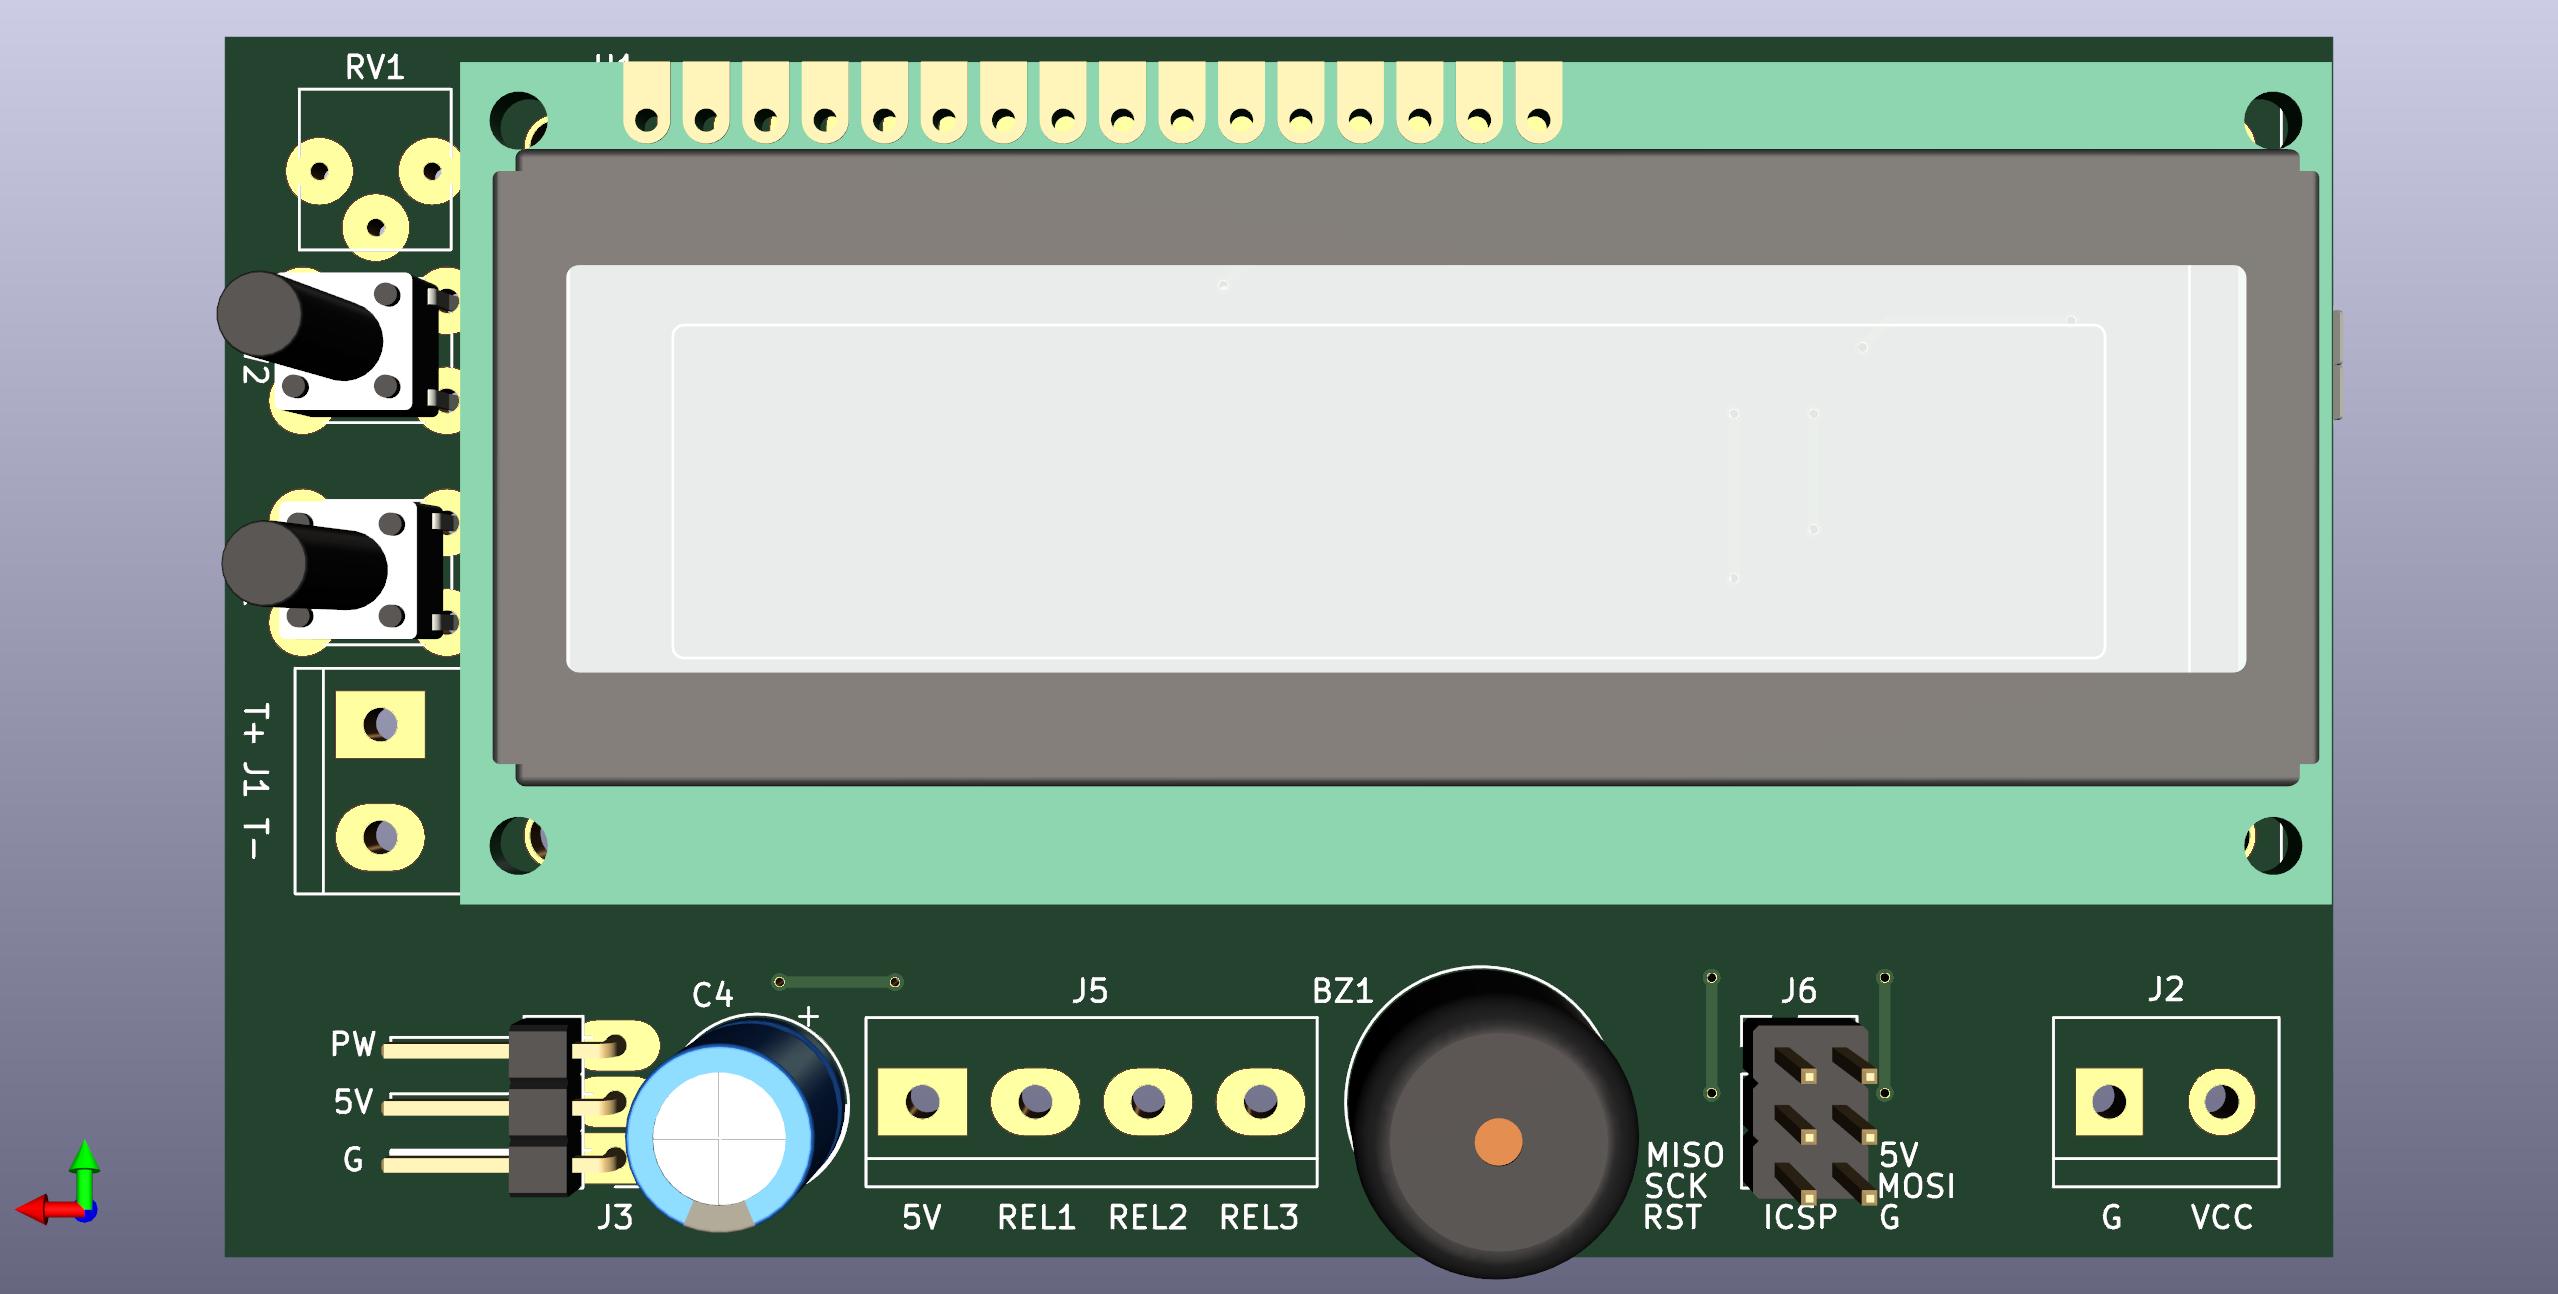 RV1
T+ J1 T-
C4
+
J5
BZ1
J6
J2
PW
5V
G
J3
5V
REL1
REL2
REL3
MISO
SCK
RST
ICSP
5V
MOSI
G
G
VCC